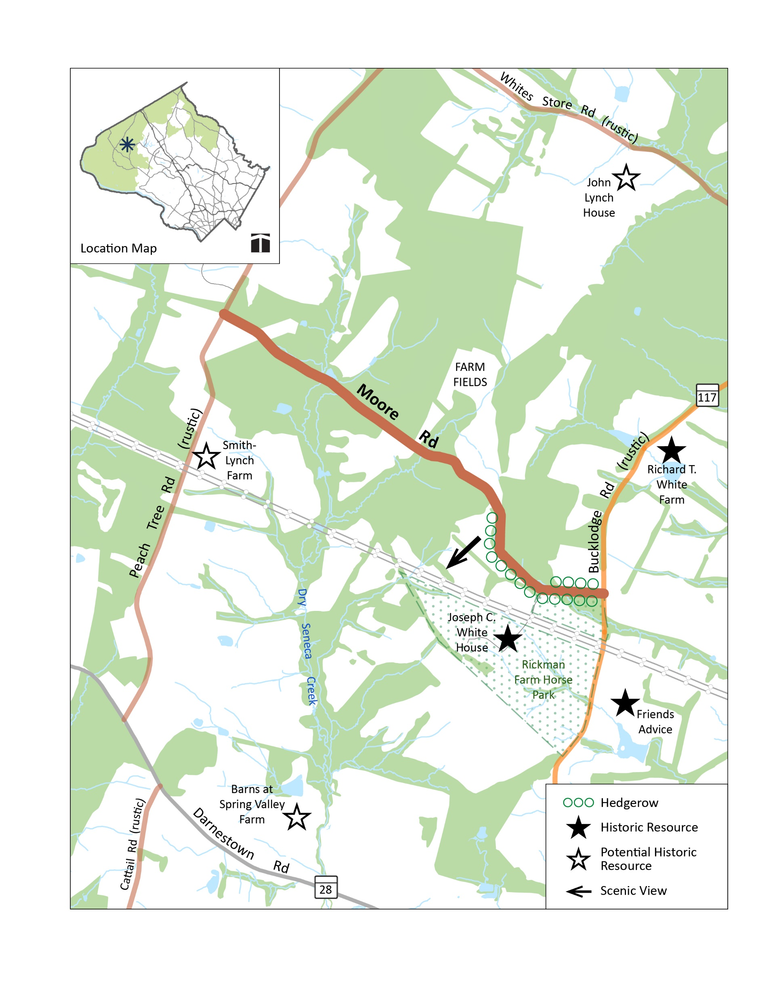 Location Map
Whites Store Rd (rustic)
John
Lynch
House
FARM
FIELDS
Moore Rd
117
Smith-
Lynch
Farm
Peach Tree Rd (rustic)
Richard T.
White
Farm
Bucklodge Rd (rustic)
Dry Seneca Creek
Joseph C.
White
House
Rickman
Farm Horse
Park
Friends
Advice
Barns at
Spring Valley
Farm
Cattail Rd (rustic)
Darnestown Rd
28
Hedgerow
Historic Resource
Potential Historic
Resource
Scenic View